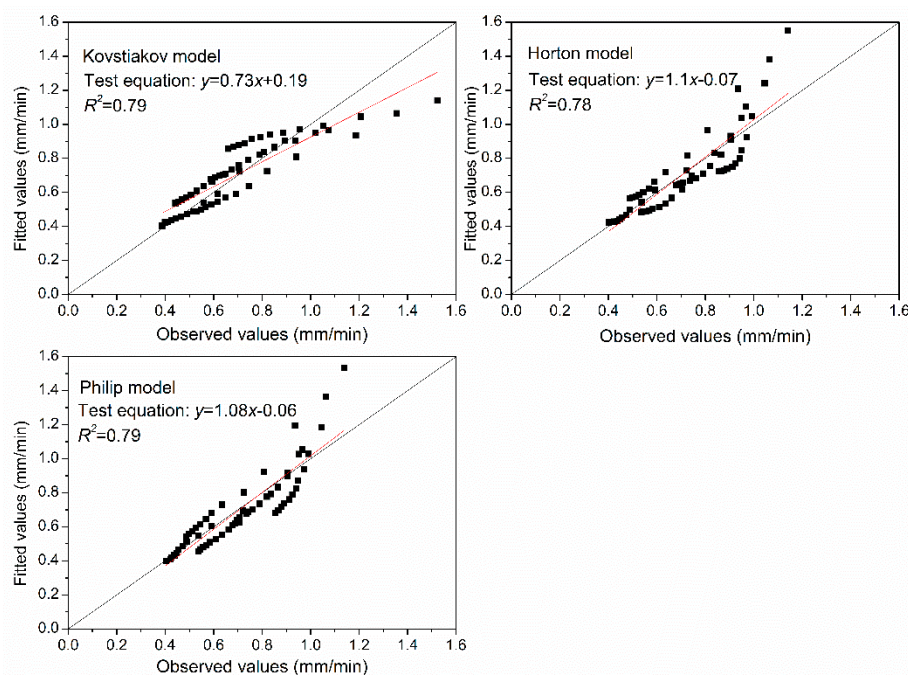 Kovstiakov model
Test equation: y=0.73x+0.19
R²=0.79
Fitted values (mm/min)
1.6
1.4
1.2
1.0
0.8
0.6
0.4
0.2
0.0
0.0 0.2 0.4 0.6 0.8 1.0 1.2 1.4 1.6
Observed values (mm/min)
Horton model
Test equation: y=1.1x-0.07
R²=0.78
Fitted values (mm/min)
1.6
1.4
1.2
1.0
0.8
0.6
0.4
0.2
0.0
0.0 0.2 0.4 0.6 0.8 1.0 1.2 1.4 1.6
Observed values (mm/min)
Philip model
Test equation: y=1.08x-0.06
R²=0.79
Fitted values (mm/min)
1.6
1.4
1.2
1.0
0.8
0.6
0.4
0.2
0.0
0.0 0.2 0.4 0.6 0.8 1.0 1.2 1.4 1.6
Observed values (mm/min)